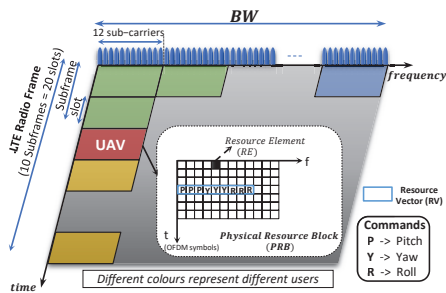 BW
12 sub-carriers
frequency
LTE Radio Frame
(10 Subframes = 20 slots)
Subframe
slot
UAV
Resource Element
(RE)
f
P P P Y Y Y R R R
t
(OFDM symbols)
Physical Resource Block
(PRB)
Resource
Vector (RV)
Commands
P -> Pitch
Y -> Yaw
R -> Roll
time
Different colours represent different users